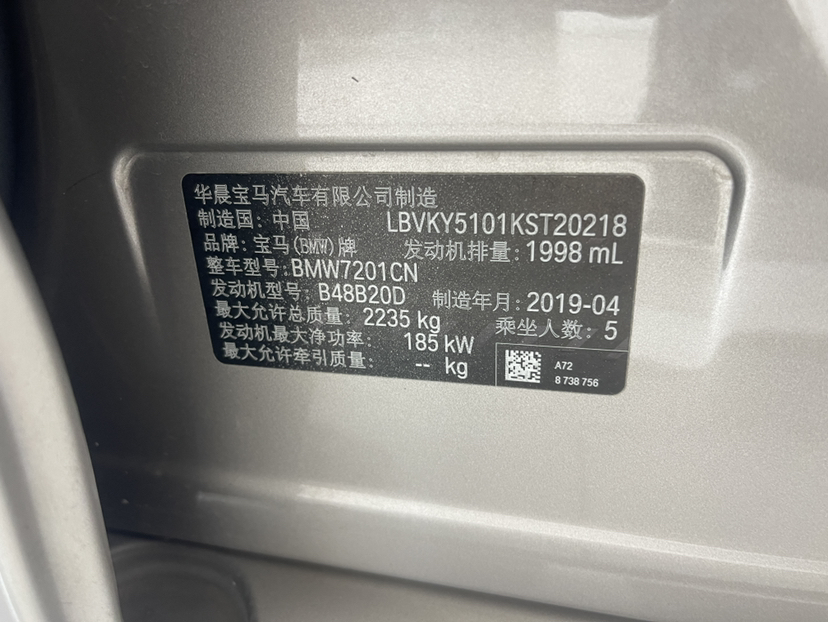 华晨宝马汽车有限公司制造
制造国: 中国 LBVKY5101KST20218
品牌: 宝马(BMW)牌 发动机排量: 1998 mL
整车型号: BMW7201CN
发动机型号: B48B20D 制造年月: 2019-04
最大允许总质量: 2235 kg 乘坐人数: 5
发动机最大净功率: 185 kW
最大允许牵引质量: -- kg
A72
8 738 756